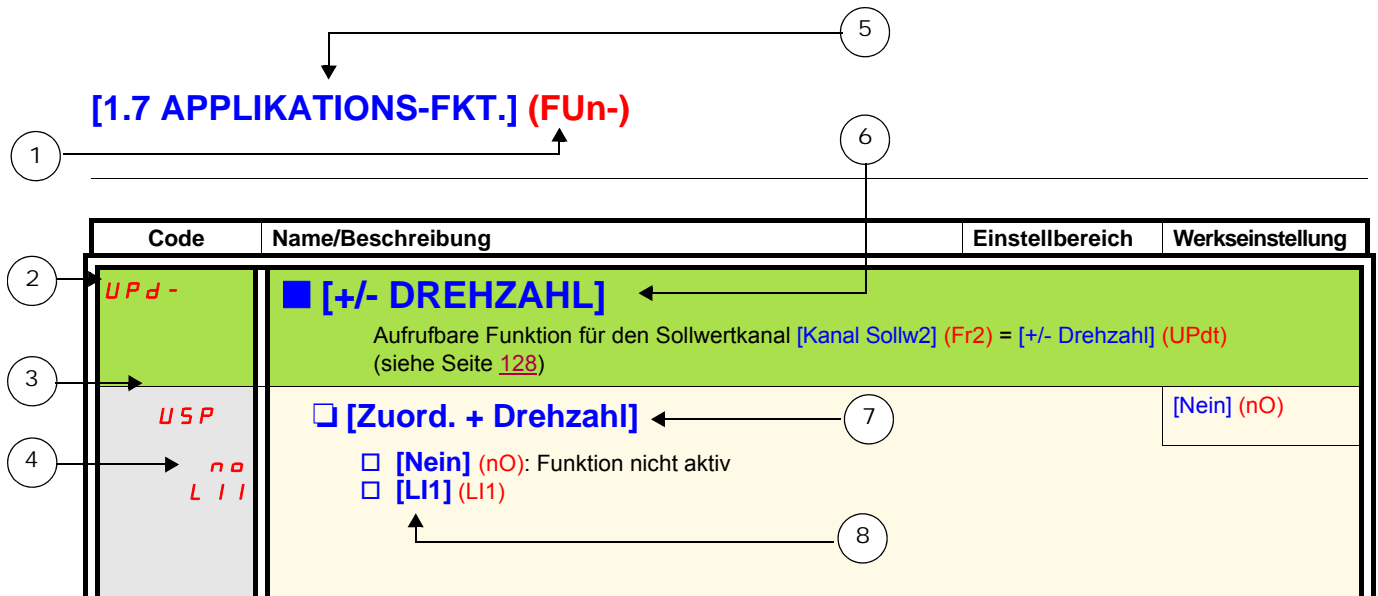 5
[1.7 APPLIKATIONS-FKT.] (FUn-)
1
6
Code Name/Beschreibung Einstellbereich Werkseinstellung
2
UPd- ■ [+/- DREHZAHL]
Aufrufbare Funktion für den Sollwertkanal [Kanal Sollw2] (Fr2) = [+/- Drehzahl] (UPdt)
(siehe Seite 128)
3
USP ❏ [Zuord. + Drehzahl] 7 [Nein] (nO)
4
no □ [Nein] (nO): Funktion nicht aktiv
LI1 □ [LI1] (LI1)
8